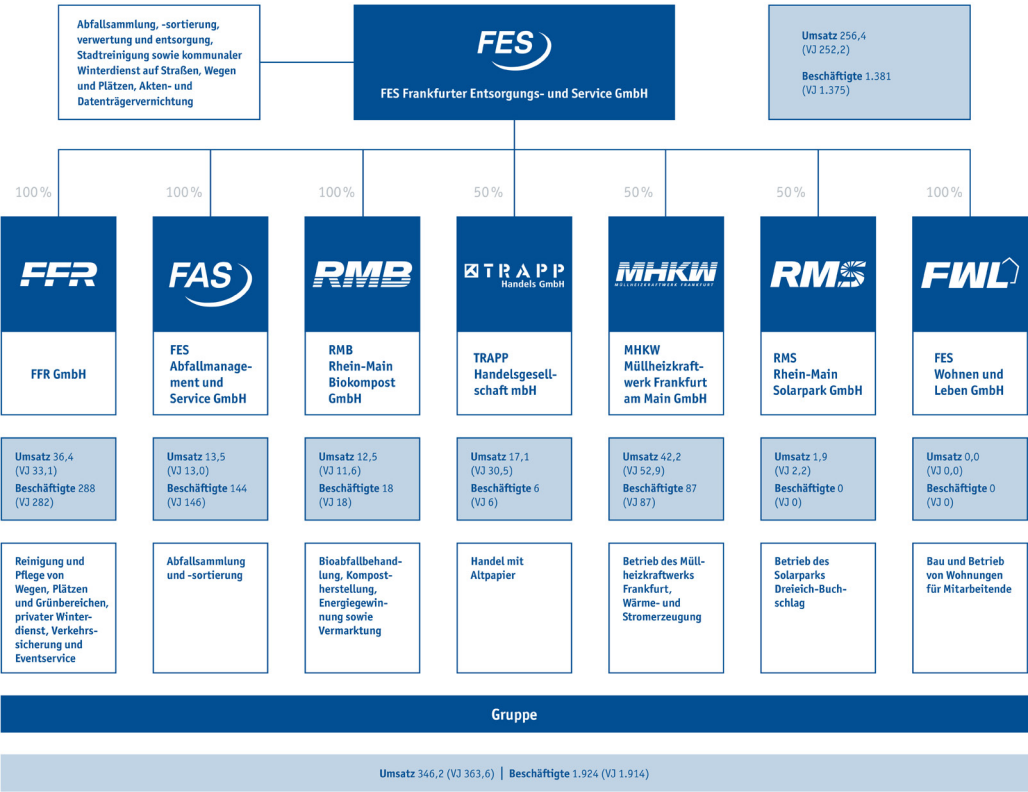 Abfallsammlung, -sortierung,
verwertung und entsorgung,
Stadtreinigung sowie kommunaler
Winterdienst auf Straßen, Wegen
und Plätzen, Akten- und
Datenträgervernichtung
FES
FES Frankfurter Entsorgungs- und Service GmbH
Umsatz 256,4
(VJ 252,2)
Beschäftigte 1.381
(VJ 1.375)
100 %
100 %
100 %
50 %
50 %
50 %
100 %
FFR
FAS
RMB
TRAPP
Handels GmbH
MHKW
MÜLLHEIZKRAFTWERK FRANKFURT
RMS
FWL
FFR GmbH
FES
Abfallmanage-
ment und
Service GmbH
RMB
Rhein-Main
Biokompost
GmbH
TRAPP
Handelsgesell-
schaft mbH
MHKW
Müllheizkraft-
werk Frankfurt
am Main GmbH
RMS
Rhein-Main
Solarpark GmbH
FES
Wohnen und
Leben GmbH
Umsatz 36,4
(VJ 33,1)
Beschäftigte 288
(VJ 282)
Umsatz 13,5
(VJ 13,0)
Beschäftigte 144
(VJ 146)
Umsatz 12,5
(VJ 11,6)
Beschäftigte 18
(VJ 18)
Umsatz 17,1
(VJ 30,5)
Beschäftigte 6
(VJ 6)
Umsatz 42,2
(VJ 52,9)
Beschäftigte 87
(VJ 87)
Umsatz 1,9
(VJ 2,2)
Beschäftigte 0
(VJ 0)
Umsatz 0,0
(VJ 0,0)
Beschäftigte 0
(VJ 0)
Reinigung und
Pflege von
Wegen, Plätzen
und Grünbereichen,
privater Winter-
dienst, Verkehrs-
sicherung und
Eventservice
Abfallsammlung
und -sortierung
Bioabfallbehand-
lung, Kompost-
herstellung,
Energiegewin-
nung sowie
Vermarktung
Handel mit
Altpapier
Betrieb des Müll-
heizkraftwerks
Frankfurt,
Wärme- und
Stromerzeugung
Betrieb des
Solarparks
Dreieich-Buch-
schlag
Bau und Betrieb
von Wohnungen
für Mitarbeitende
Gruppe
Umsatz 346,2 (VJ 363,6) | Beschäftigte 1.924 (VJ 1.914)